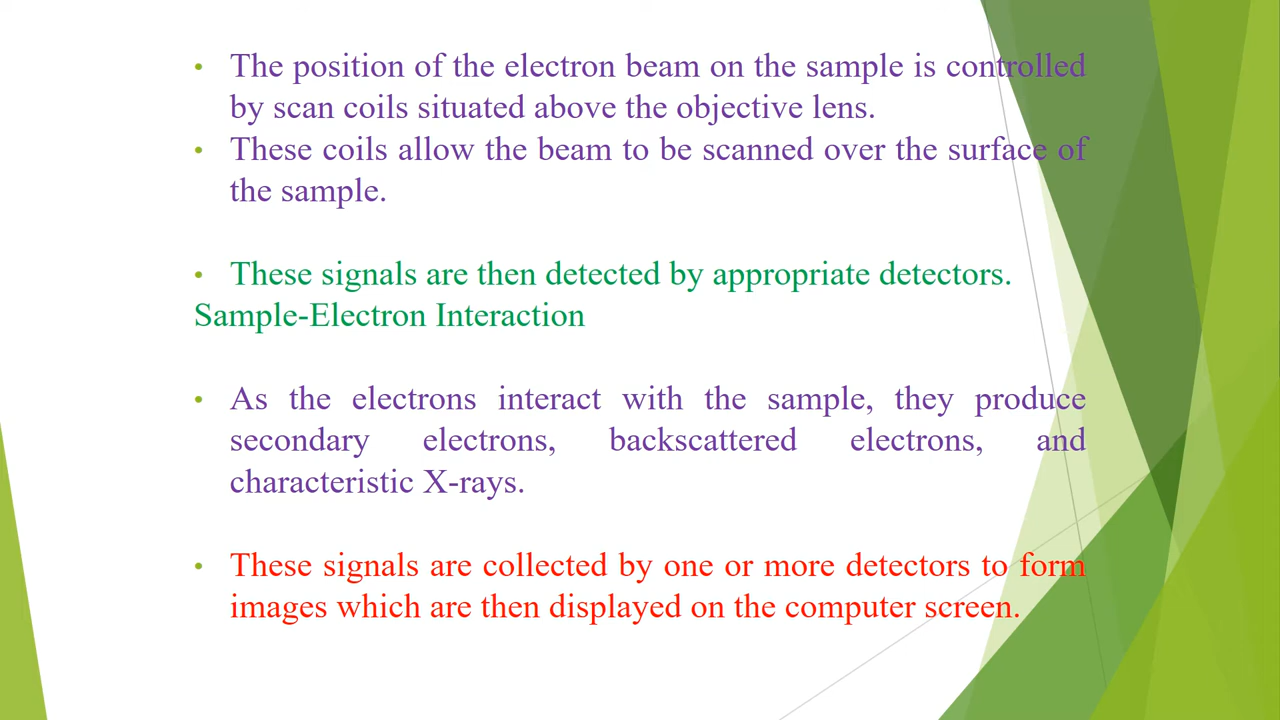 • The position of the electron beam on the sample is controlled
by scan coils situated above the objective lens.
• These coils allow the beam to be scanned over the surface of
the sample.
• These signals are then detected by appropriate detectors.
Sample-Electron Interaction
• As the electrons interact with the sample, they produce
secondary electrons, backscattered electrons, and
characteristic X-rays.
• These signals are collected by one or more detectors to form
images which are then displayed on the computer screen.